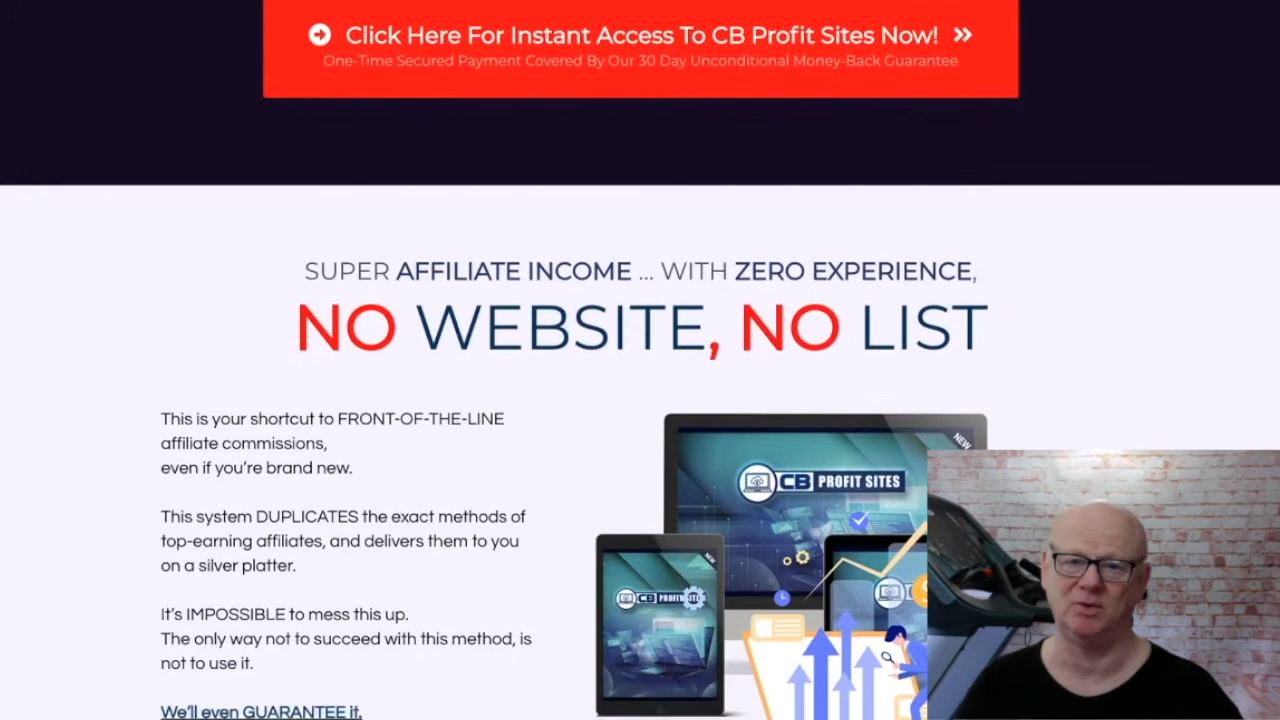 Click Here For Instant Access To CB Profit Sites Now!
One-Time Secured Payment Covered By Our 30 Day Unconditional Money-Back Guarantee
SUPER AFFILIATE INCOME ... WITH ZERO EXPERIENCE,
NO WEBSITE, NO LIST
This is your shortcut to FRONT-OF-THE-LINE
affiliate commissions,
even if you're brand new.
This system DUPLICATES the exact methods of
top-earning affiliates, and delivers them to you
on a silver platter.
It's IMPOSSIBLE to mess this up.
The only way not to succeed with this method, is
not to use it.
We'll even GUARANTEE it.
NEW
CB PROFIT SITES
NEW
CB PROFIT SITES
CB